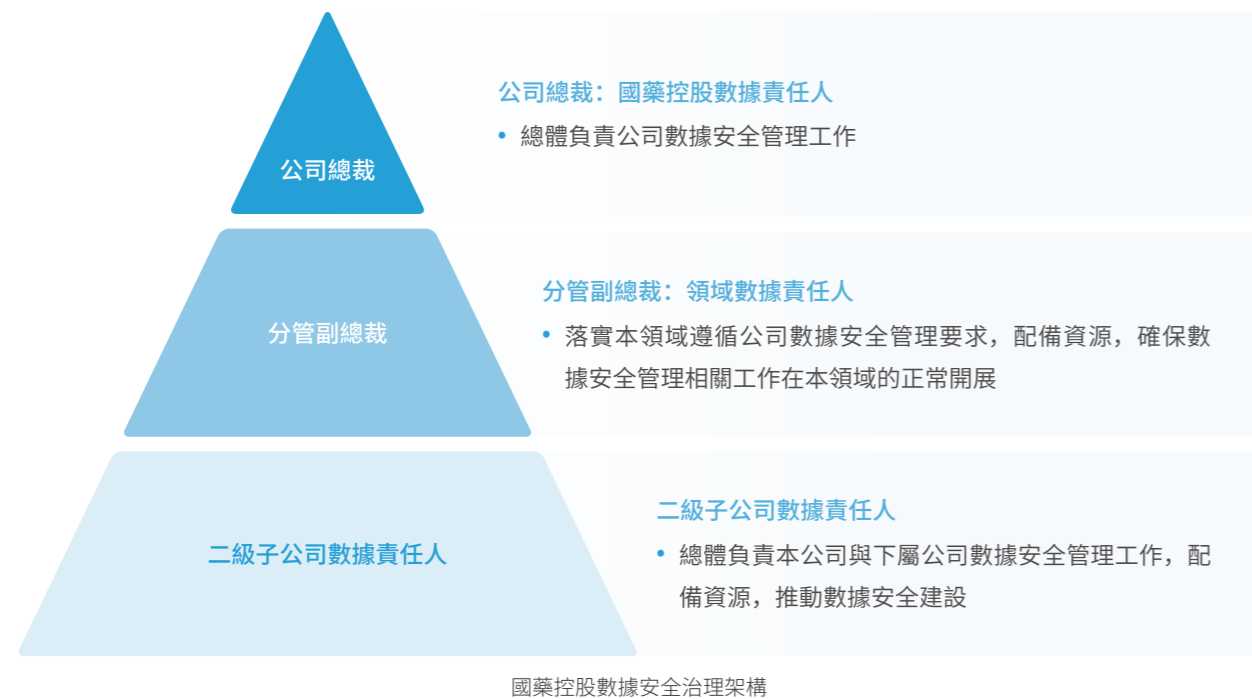 公司總裁
公司總裁：國藥控股數據責任人
• 總體負責公司數據安全管理工作
分管副總裁
分管副總裁：領域數據責任人
• 落實本領域遵循公司數據安全管理要求，配備資源，確保數
據安全管理相關工作在本領域的正常開展
二級子公司數據責任人
二級子公司數據責任人
• 總體負責本公司與下屬公司數據安全管理工作，配
備資源，推動數據安全建設
國藥控股數據安全治理架構